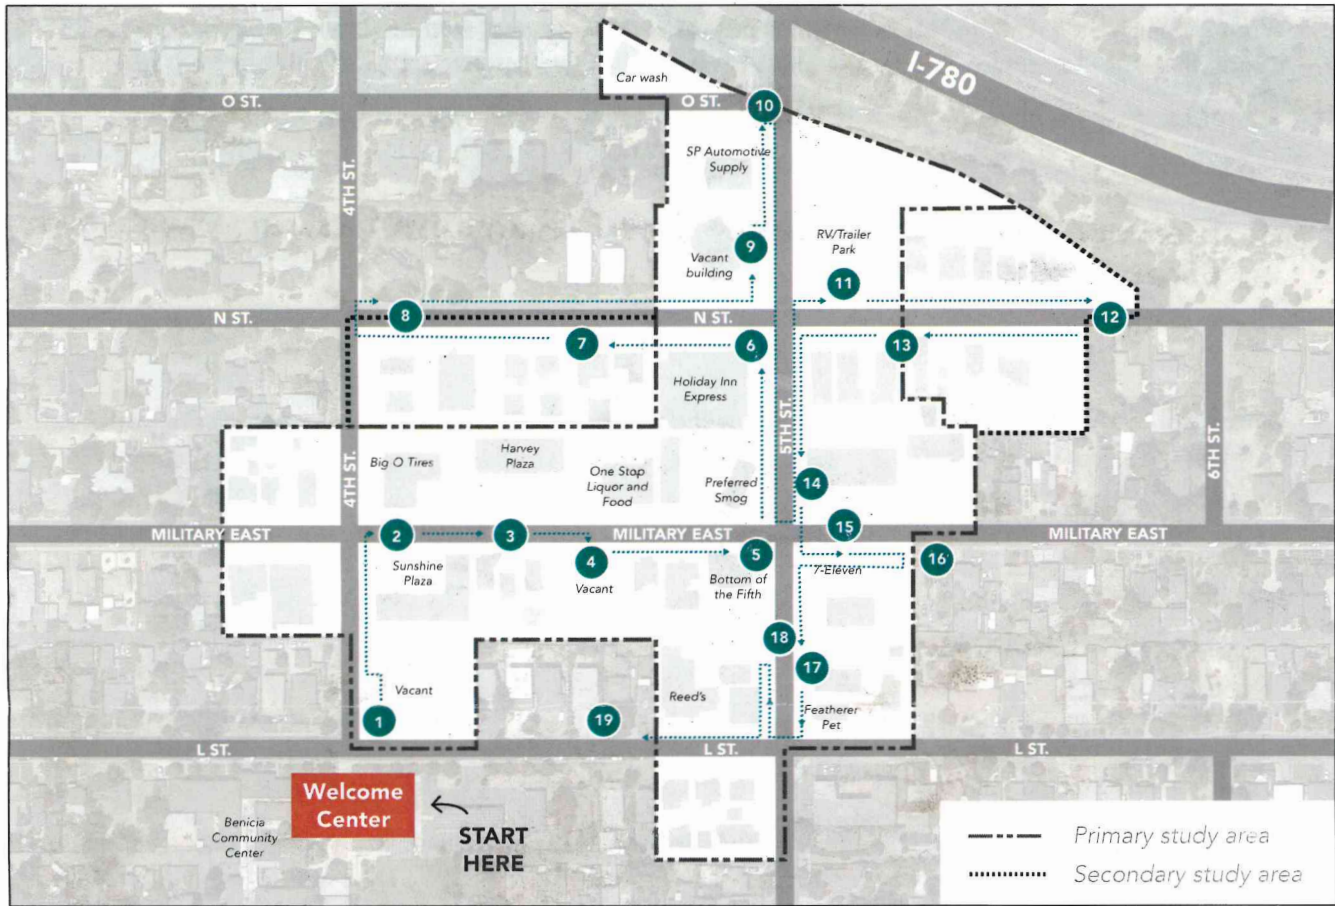 I-780
Car wash
O ST.
O ST.
10
4TH ST.
SP Automotive
Supply
9
Vacant
building
RV/Trailer
Park
11
8
12
N ST.
N ST.
7
6
13
Holiday Inn
Express
5TH ST.
6TH ST.
4TH ST.
Big O Tires
Harvey
Plaza
One Stop
Liquor and
Food
Preferred
Smog
14
MILITARY EAST
2
3
MILITARY EAST
15
MILITARY EAST
Sunshine
Plaza
4
Vacant
5
Bottom of
the Fifth
7-Eleven
16
18
17
Vacant
1
19
Reed's
Featherer
Pet
L ST.
L ST.
L ST.
Welcome
Center
START
HERE
Benicia
Community
Center
Primary study area
Secondary study area